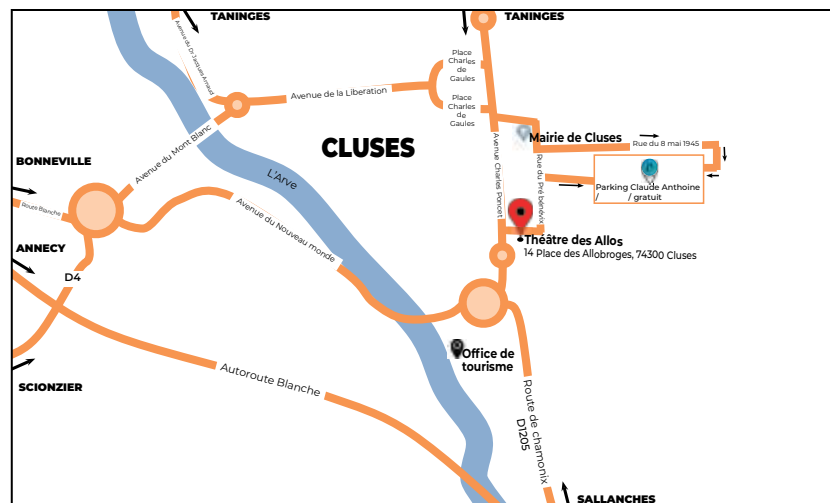 TANINGES
TANINGES
Avenue du Dr Jacques Arnaud
Place
Charles
de
Gaules
Avenue de la Liberation
Place
Charles
de
Gaules
Mairie de Cluses
Rue du 8 mai 1945
CLUSES
Avenue du Mont Blanc
BONNEVILLE
L'Arve
Avenue Charles Poncet
Rue du Pré bénévix
Parking Claude Anthoine
/ / gratuit
Route Blanche
Avenue du Nouveau monde
Théâtre des Allos
14 Place des Allobroges, 74300 Cluses
ANNECY
D4
Office de
tourisme
SCIONZIER
Autoroute Blanche
Route de chamonix
D1205
SALLANCHES